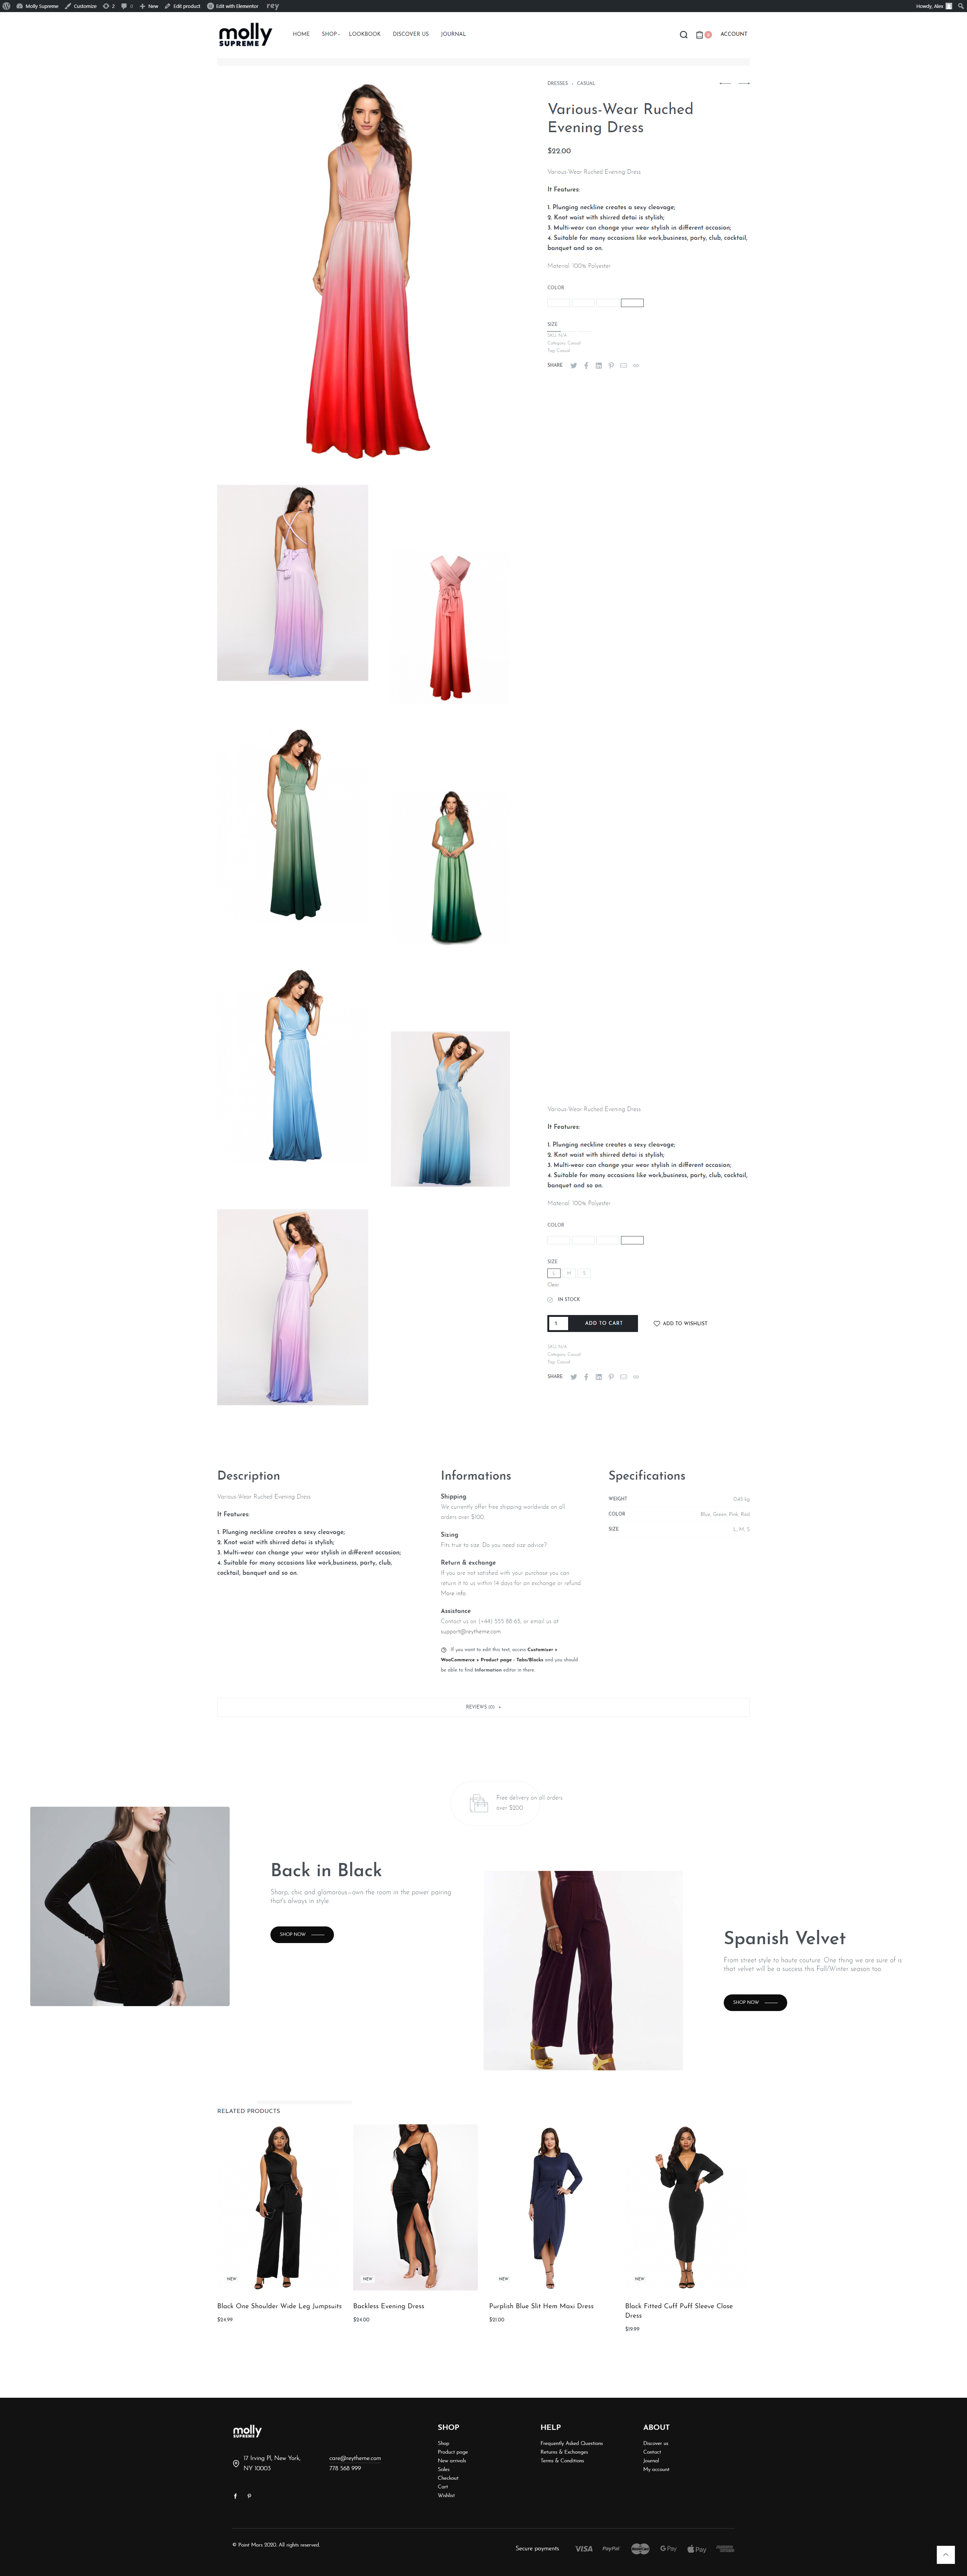 Molly Supreme
Customize
2
0
New
Edit product
Edit with Elementor
rey
Howdy, Alex
molly
SUPREME
HOME
SHOP
LOOKBOOK
DISCOVER US
JOURNAL
ACCOUNT
DRESSES › CASUAL
Various-Wear Ruched
Evening Dress
$22.00
Various-Wear Ruched Evening Dress
It Features:
1. Plunging neckline creates a sexy cleavage;
2. Knot waist with shirred detai is stylish;
3. Multi-wear can change your wear stylish in different occasion;
4. Suitable for many occasions like work,business, party, club, cocktail,
banquet and so on.
Material: 100% Polyester
COLOR
SIZE
SKU: N/A
Category: Casual
Tag: Casual
SHARE
Various-Wear Ruched Evening Dress
It Features:
1. Plunging neckline creates a sexy cleavage;
2. Knot waist with shirred detai is stylish;
3. Multi-wear can change your wear stylish in different occasion;
4. Suitable for many occasions like work,business, party, club, cocktail,
banquet and so on.
Material: 100% Polyester
COLOR
SIZE
L M S
Clear
IN STOCK
1
ADD TO CART
ADD TO WISHLIST
SKU: N/A
Category: Casual
Tag: Casual
SHARE
Description
Various-Wear Ruched Evening Dress
It Features:
1. Plunging neckline creates a sexy cleavage;
2. Knot waist with shirred detai is stylish;
3. Multi-wear can change your wear stylish in different occasion;
4. Suitable for many occasions like work,business, party, club,
cocktail, banquet and so on.
Informations
Shipping
We currently offer free shipping worldwide on all
orders over $100.
Sizing
Fits true to size. Do you need size advice?
Return & exchange
If you are not satisfied with your purchase you can
return it to us within 14 days for an exchange or refund.
More info.
Assistance
Contact us on (+44) 555 88 65, or email us at
support@reytheme.com
If you want to edit this text, access Customizer >
WooCommerce > Product page - Tabs/Blocks and you should
be able to find Information editor in there.
Specifications
WEIGHT 0.45 kg
COLOR Blue, Green, Pink, Red
SIZE L, M, S
REVIEWS (0) +
Free delivery on all orders
over $200
Back in Black
Sharp, chic and glamorous—own the room in the power pairing
that's always in style.
SHOP NOW
Spanish Velvet
From street style to haute couture. One thing we are sure of is
that velvet will be a success this Fall/Winter season too.
SHOP NOW
RELATED PRODUCTS
NEW
NEW
NEW
NEW
Black One Shoulder Wide Leg Jumpsuits
$24.99
Backless Evening Dress
$24.00
Purplish Blue Slit Hem Maxi Dress
$21.00
Black Fitted Cuff Puff Sleeve Close
Dress
$19.99
molly
SUPREME
17 Irving Pl, New York,
NY 10003
care@reytheme.com
778 568 999
SHOP
Shop
Product page
New arrivals
Sales
Checkout
Cart
Wishlist
HELP
Frequently Asked Questions
Returns & Exchanges
Terms & Conditions
ABOUT
Discover us
Contact
Journal
My account
© Point Mars 2020. All rights reserved.
Secure payments
VISA
PayPal
G Pay
Pay